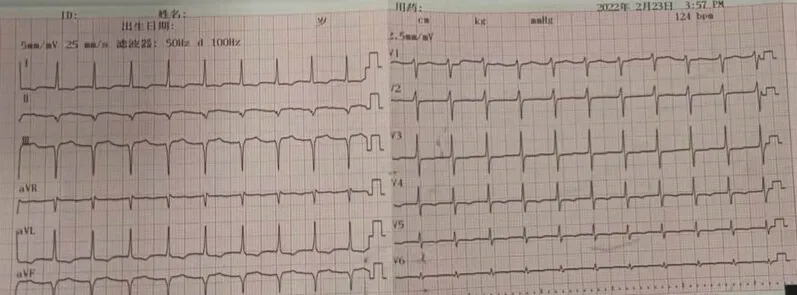 ID: 姓名: 岁
出生日期:
5mm/mV 25 mm/s 滤波器: 50Hz d 100Hz
I
II
III
aVR
aVL
aVF
用药: cm kg mmHg 2022年 2月23日 3:57 PM
124 bpm
2.5mm/mV
V1
V2
V3
V4
V5
V6